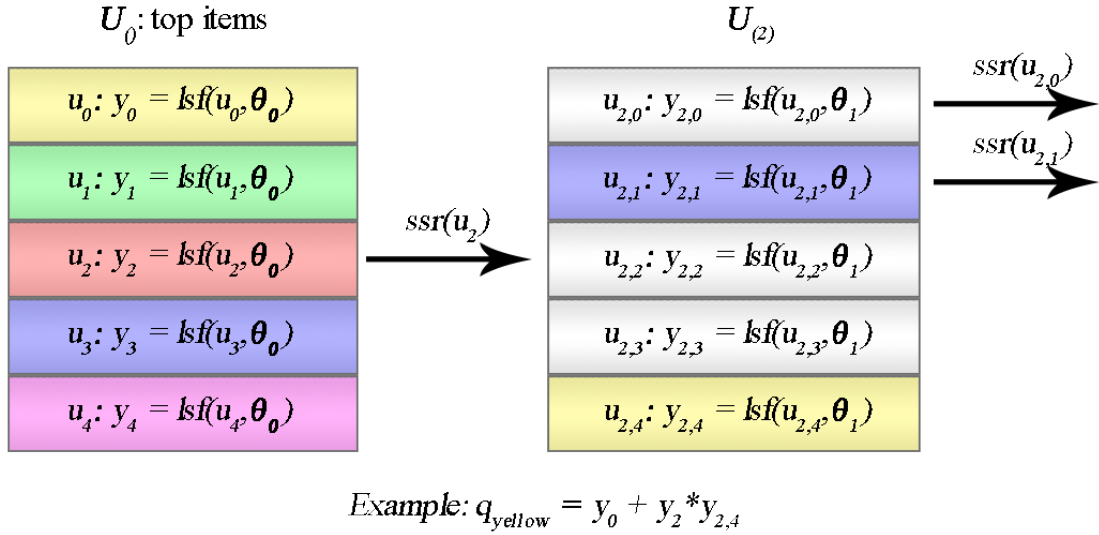 U₀: top items
u₀: y₀ = lsf(u₀,θ₀)
u₁: y₁ = lsf(u₁,θ₀)
u₂: y₂ = lsf(u₂,θ₀)
u₃: y₃ = lsf(u₃,θ₀)
u₄: y₄ = lsf(u₄,θ₀)
ssr(u₂)
U₍₂₎
u₂,₀: y₂,₀ = lsf(u₂,₀,θ₁)
u₂,₁: y₂,₁ = lsf(u₂,₁,θ₁)
u₂,₂: y₂,₂ = lsf(u₂,₂,θ₁)
u₂,₃: y₂,₃ = lsf(u₂,₃,θ₁)
u₂,₄: y₂,₄ = lsf(u₂,₄,θ₁)
ssr(u₂,₀)
ssr(u₂,₁)
Example: q_yellow = y₀ + y₂*y₂,₄